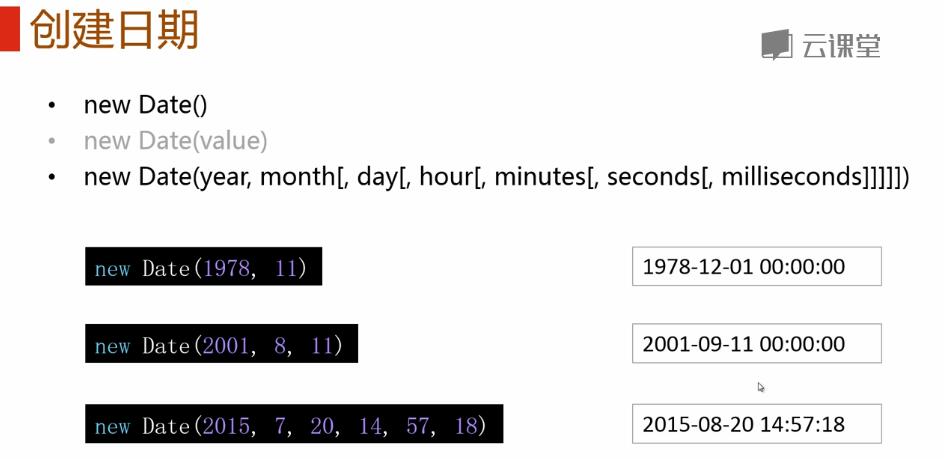 创建日期
云课堂
• new Date()
• new Date(value)
• new Date(year, month[, day[, hour[, minutes[, seconds[, milliseconds]]]]])
new Date(1978, 11)
1978-12-01 00:00:00
new Date(2001, 8, 11)
2001-09-11 00:00:00
new Date(2015, 7, 20, 14, 57, 18)
2015-08-20 14:57:18